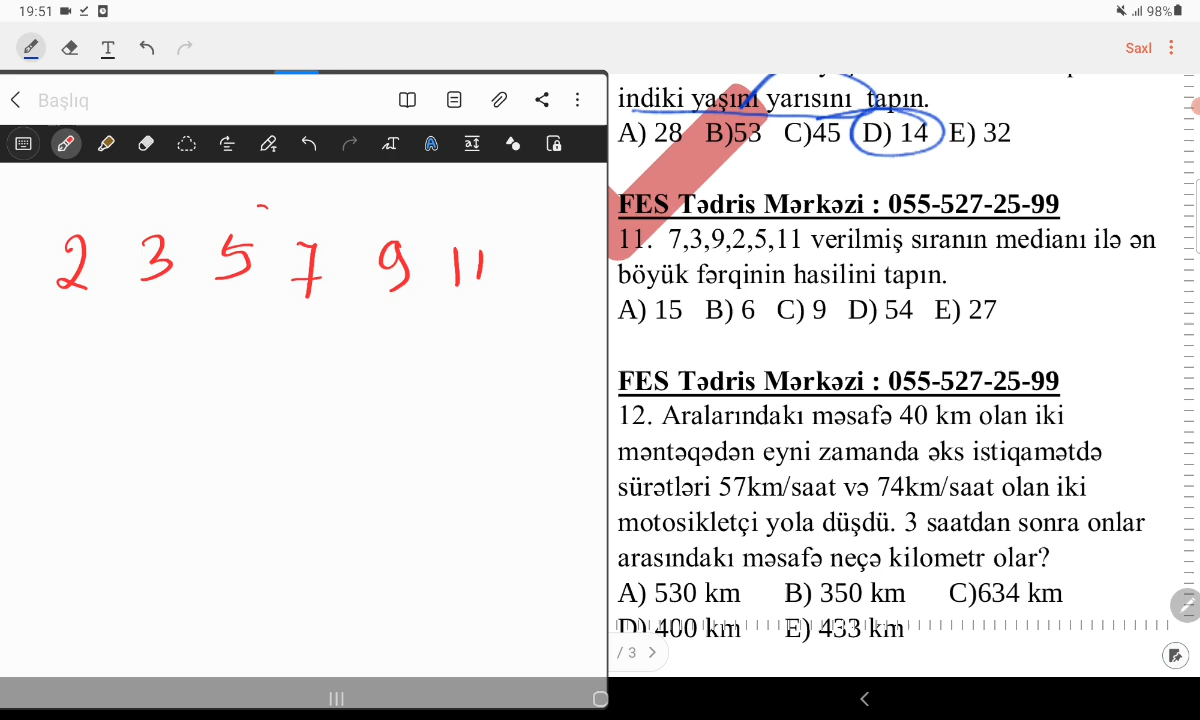 19:51
98%
Saxl
Başlıq
2 3 5 7 9 11
indiki yaşını yarısını tapın.
A) 28 B)53 C)45 D) 14 E) 32
FES Tədris Mərkəzi : 055-527-25-99
11. 7,3,9,2,5,11 verilmiş sıranın medianı ilə ən
böyük fərqinin hasilini tapın.
A) 15 B) 6 C) 9 D) 54 E) 27
FES Tədris Mərkəzi : 055-527-25-99
12. Aralarındakı məsafə 40 km olan iki
məntəqədən eyni zamanda əks istiqamətdə
sürətləri 57km/saat və 74km/saat olan iki
motosikletçi yola düşdü. 3 saatdan sonra onlar
arasındakı məsafə neçə kilometr olar?
A) 530 km B) 350 km C)634 km
D) 400 km E) 433 km
/ 3